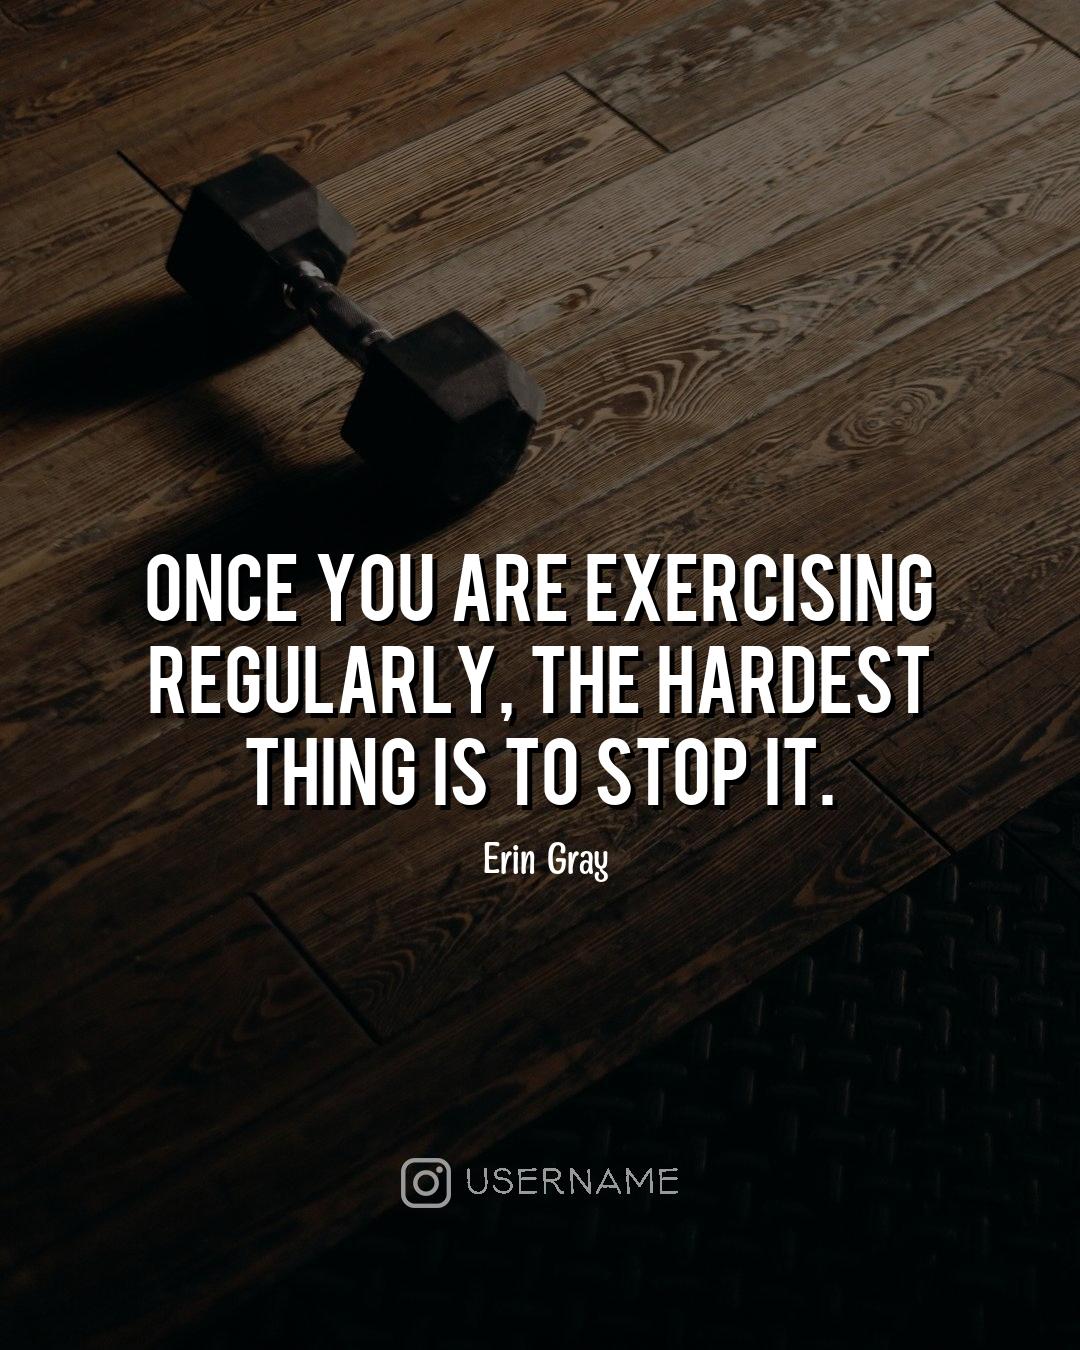 ONCE YOU ARE EXERCISING
REGULARLY, THE HARDEST
THING IS TO STOP IT.
Erin Gray
USERNAME